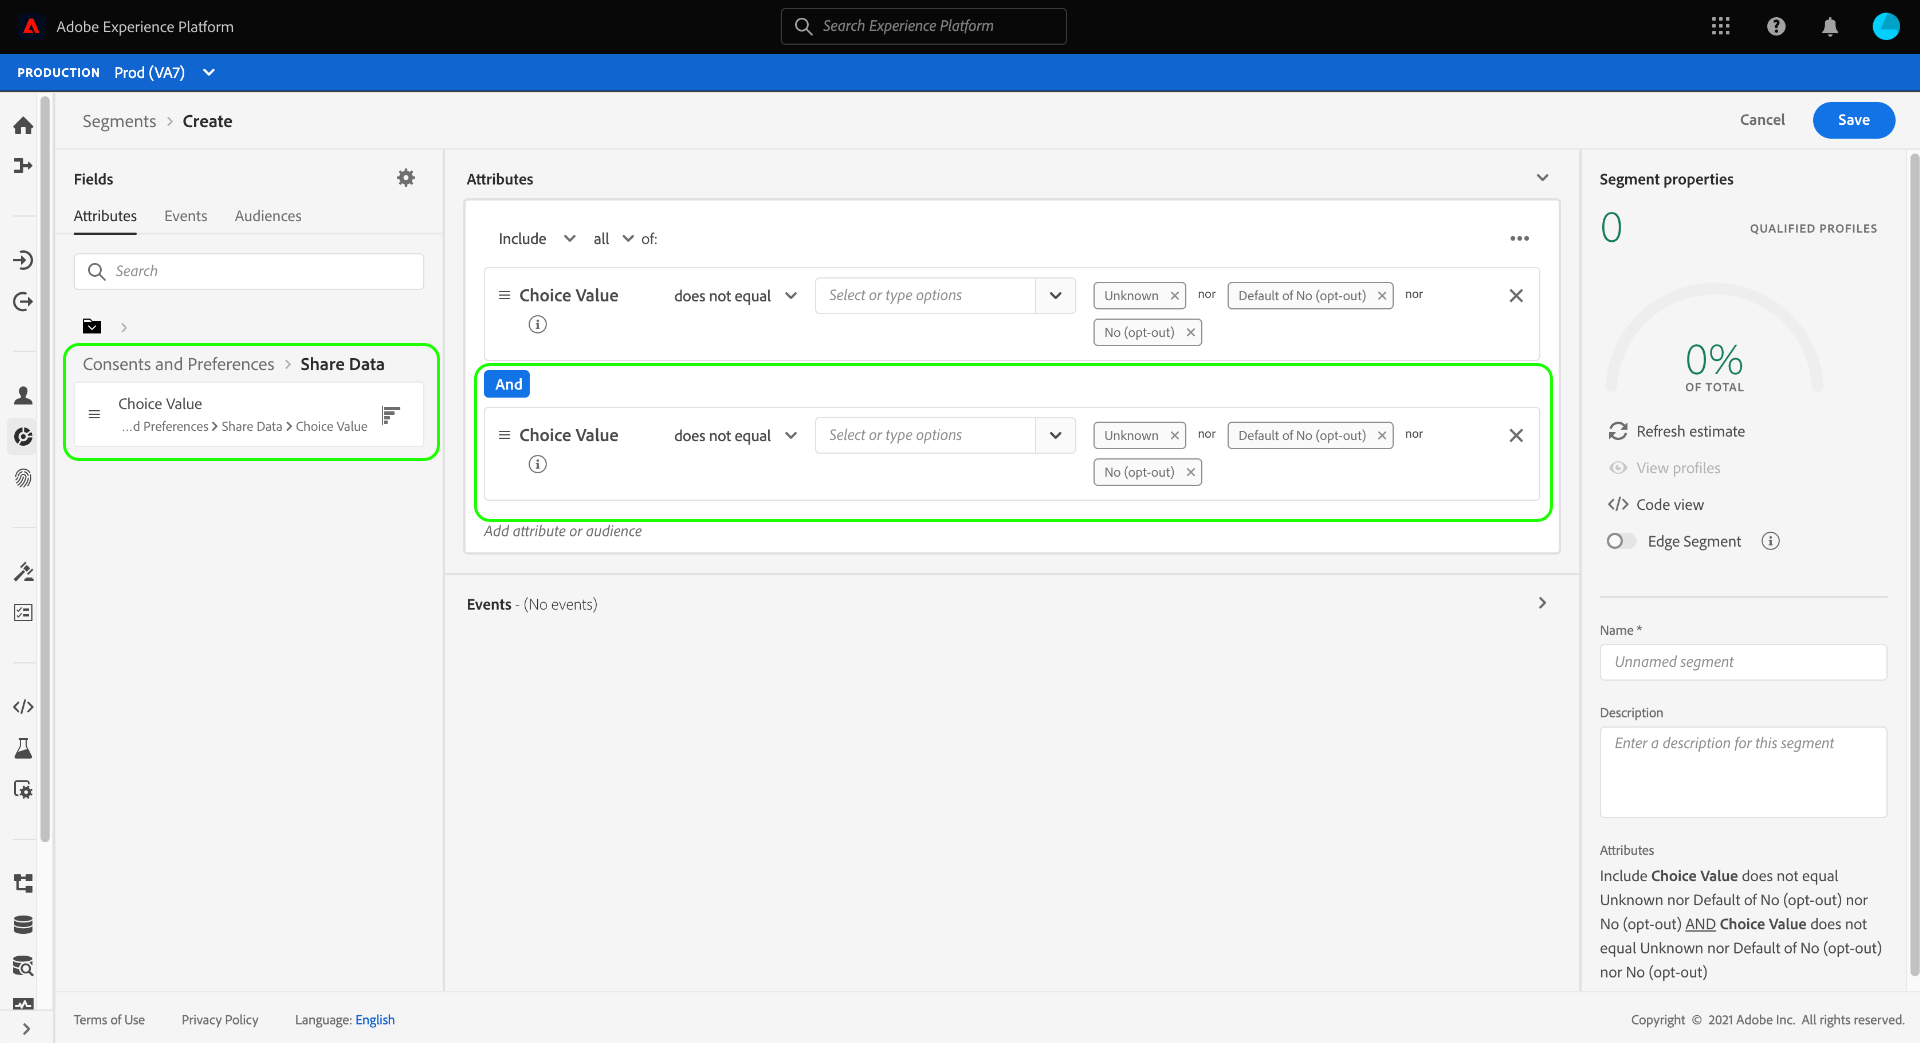 Adobe Experience Platform
Search Experience Platform
PRODUCTION Prod (VA7)
Segments > Create
Cancel
Save
Fields
Attributes Events Audiences
Search
Consents and Preferences > Share Data
Choice Value
...d Preferences > Share Data > Choice Value
Attributes
Include all of:
Choice Value does not equal Select or type options Unknown × nor Default of No (opt-out) × nor
No (opt-out) ×
And
Choice Value does not equal Select or type options Unknown × nor Default of No (opt-out) × nor
No (opt-out) ×
Add attribute or audience
Events - (No events)
Segment properties
0 QUALIFIED PROFILES
0%
OF TOTAL
Refresh estimate
View profiles
</> Code view
Edge Segment
Name *
Unnamed segment
Description
Enter a description for this segment
Attributes
Include Choice Value does not equal
Unknown nor Default of No (opt-out) nor
No (opt-out) AND Choice Value does not
equal Unknown nor Default of No (opt-out)
nor No (opt-out)
Terms of Use Privacy Policy Language: English
Copyright © 2021 Adobe Inc. All rights reserved.